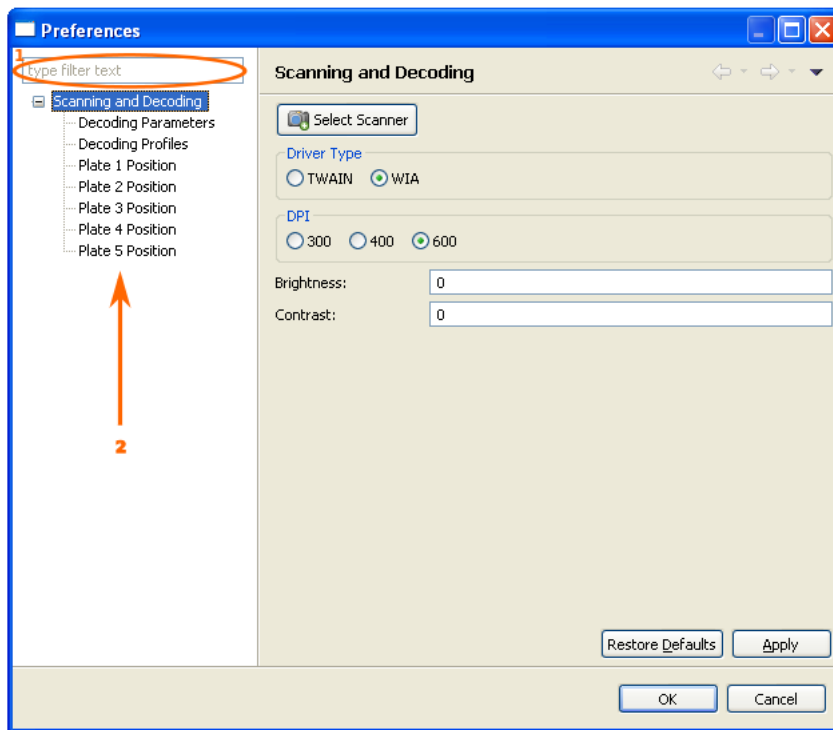 Preferences
1
type filter text
Scanning and Decoding
Decoding Parameters
Decoding Profiles
Plate 1 Position
Plate 2 Position
Plate 3 Position
Plate 4 Position
Plate 5 Position
2
Scanning and Decoding
Select Scanner
Driver Type
TWAIN WIA
DPI
300 400 600
Brightness: 0
Contrast: 0
Restore Defaults Apply
OK Cancel